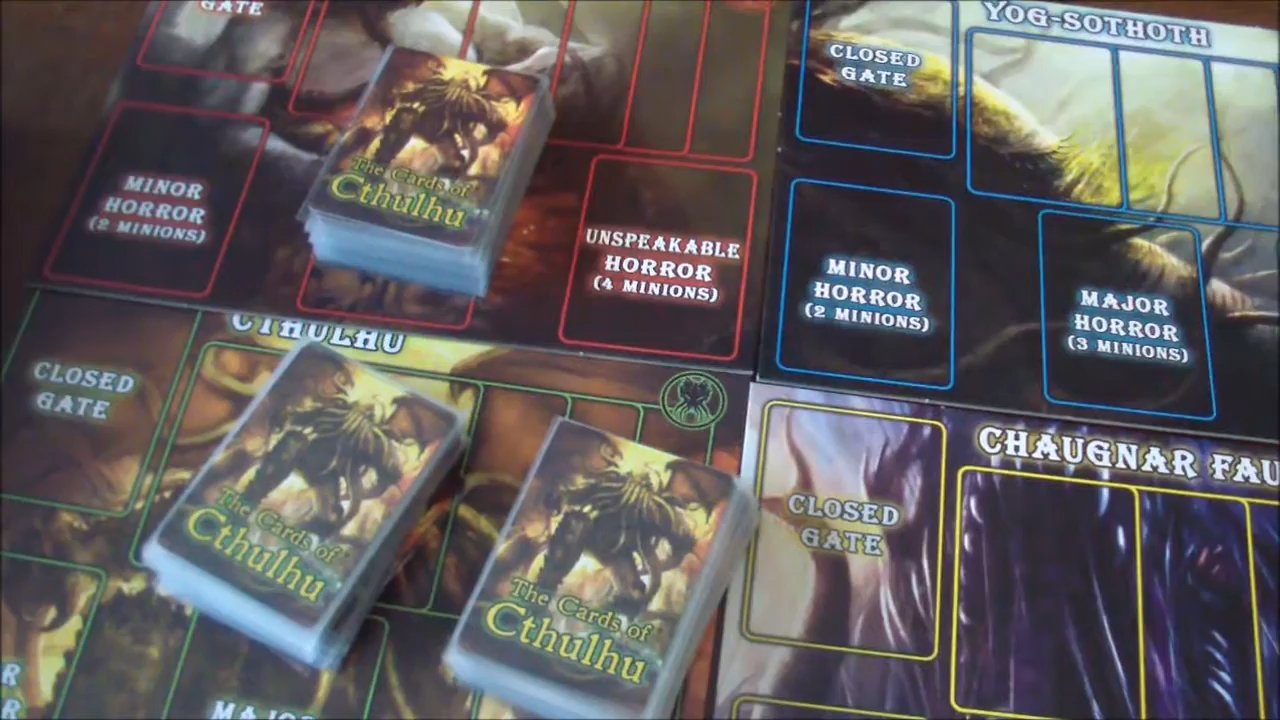 GATE
MINOR
HORROR
(2 MINIONS)
The Cards of
Cthulhu
UNSPEAKABLE
HORROR
(4 MINIONS)
YOG-SOTHOTH
CLOSED
GATE
MINOR
HORROR
(2 MINIONS)
MAJOR
HORROR
(3 MINIONS)
CTHULHU
CLOSED
GATE
The Cards of
Cthulhu
The Cards of
Cthulhu
CHAUGNAR FAU
CLOSED
GATE
R
R
MAJO